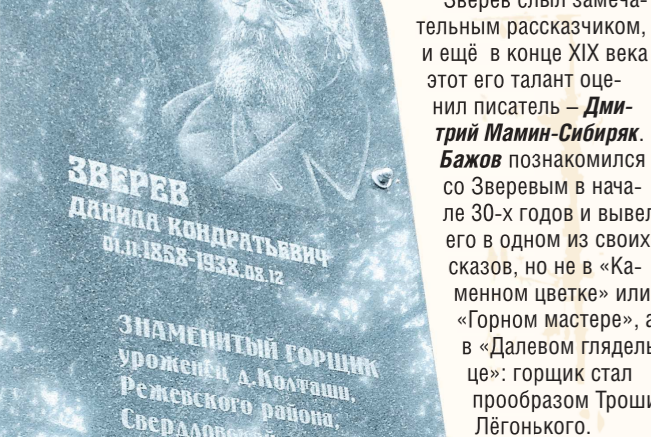 ЗВЕРЕВ
ДАНИЛА КОНДРАТЬЕВИЧ
01.11.1858-1938.08.12
ЗНАМЕНИТЫЙ ГОРЩИК
уроженец д.Колташи,
Режевского района,
Свердловской
Зверев слыл замеча-
тельным рассказчиком,
и ещё в конце XIX века
этот его талант оце-
нил писатель – Дми-
трий Мамин-Сибиряк.
Бажов познакомился
со Зверевым в нача-
ле 30-х годов и вывел
его в одном из своих
сказов, но не в «Ка-
менном цветке» или
«Горном мастере», а
в «Далевом глядель-
це»: горщик стал
прообразом Троши
Лёгонького.